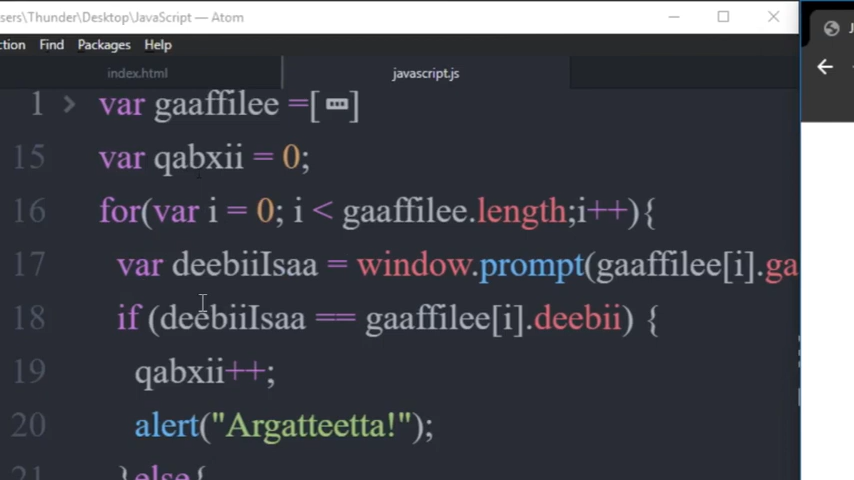 sers\Thunder\Desktop\JavaScript — Atom
ction Find Packages Help
index.html javascript.js
1 var gaaffilee =[ ]
15 var qabxii = 0;
16 for(var i = 0; i < gaaffilee.length;i++){
17 var deebiiIsaa = window.prompt(gaaffilee[i].ga
18 if (deebiiIsaa == gaaffilee[i].deebii) {
19 qabxii++;
20 alert("Argatteetta!");
21 }else{